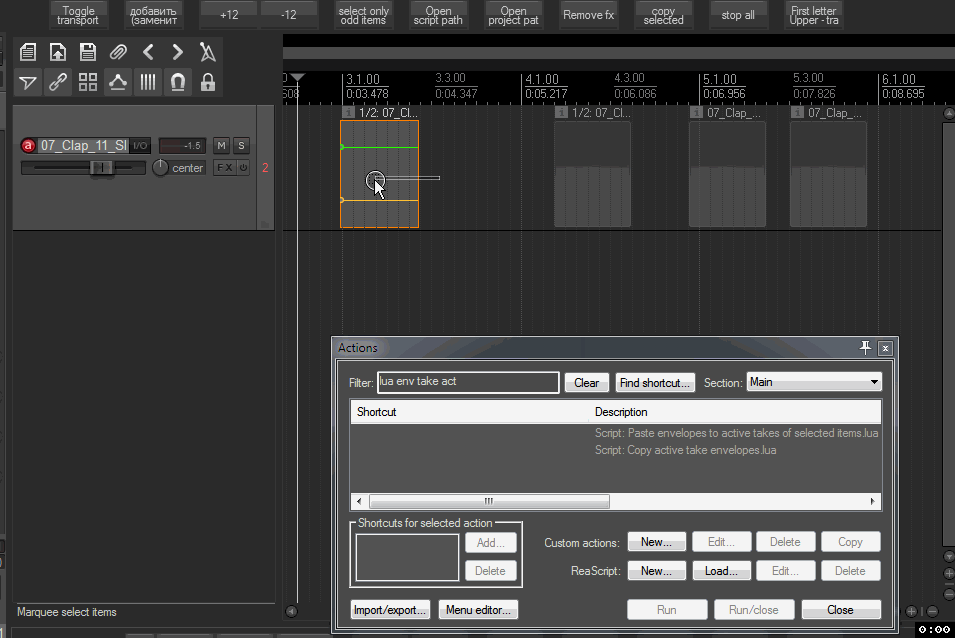 Toggle
transport
добавить
(заменит
+12
-12
select only
odd items
Open
script path
Open
project pat
Remove fx
copy
selected
stop all
First letter
Upper - tra
3.1.00
0:03.478
3.3.00
0:04.347
4.1.00
0:05.217
4.3.00
0:06.086
5.1.00
0:06.956
5.3.00
0:07.826
6.1.00
0:08.695
1/2: 07_Cl...
1/2: 07_Cl...
07_Clap_...
07_Clap_...
a 07_Clap_11_Sl I/O -1.5 M S
center FX
2
Actions
Filter: lua env take act Clear Find shortcut... Section: Main
Shortcut Description
Script: Paste envelopes to active takes of selected items.lua
Script: Copy active take envelopes.lua
Shortcuts for selected action
Add...
Delete
Custom actions: New... Edit... Delete Copy
ReaScript: New... Load... Edit... Delete
Import/export... Menu editor... Run Run/close Close
Marquee select items
0:00